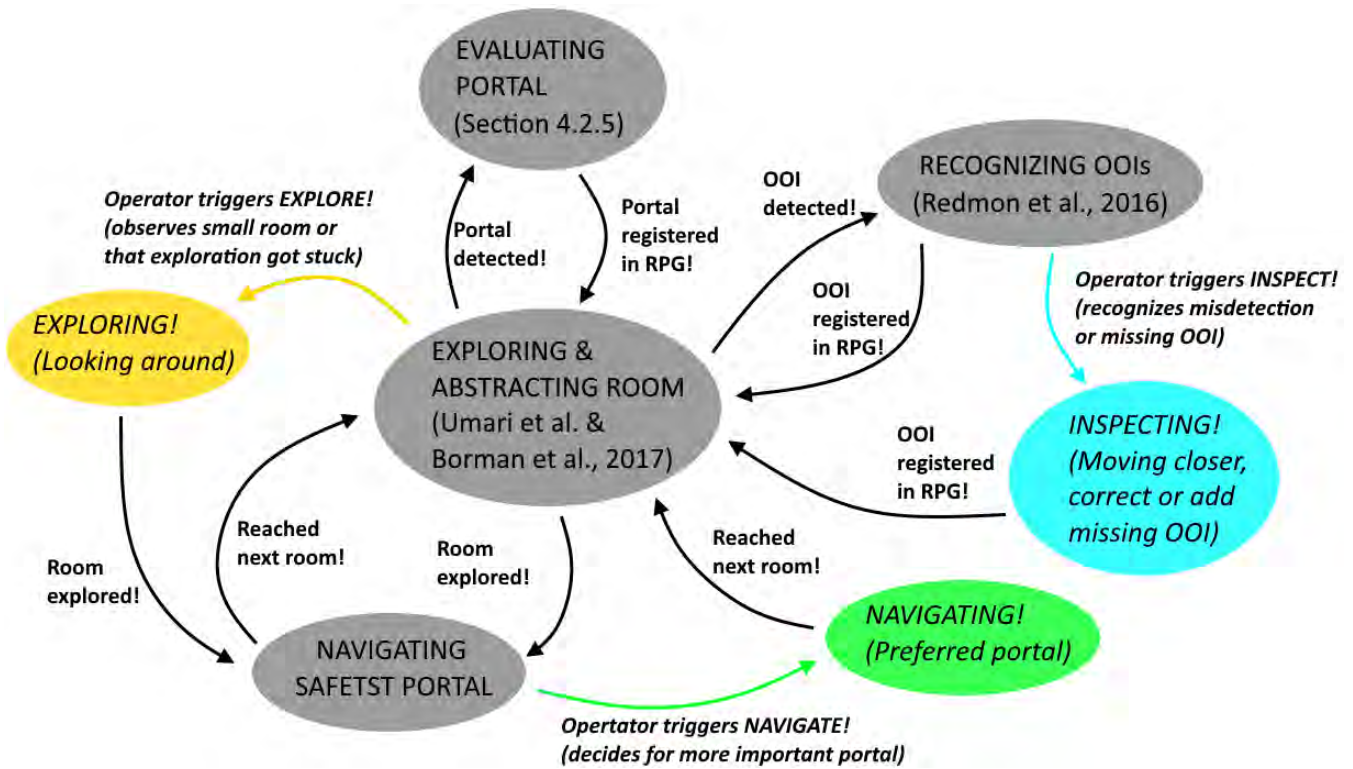 EVALUATING
PORTAL
(Section 4.2.5)
RECOGNIZING OOIs
(Redmon et al., 2016)
Operator triggers EXPLORE!
(observes small room or
that exploration got stuck)
Portal
detected!
Portal
registered
in RPG!
OOI
detected!
OOI
registered
in RPG!
Operator triggers INSPECT!
(recognizes misdetection
or missing OOI)
EXPLORING!
(Looking around)
EXPLORING &
ABSTRACTING ROOM
(Umari et al. &
Borman et al., 2017)
INSPECTING!
(Moving closer,
correct or add
missing OOI)
OOI
registered
in RPG!
Room
explored!
Reached
next room!
Room
explored!
Reached
next room!
NAVIGATING
SAFETST PORTAL
NAVIGATING!
(Preferred portal)
Opertator triggers NAVIGATE!
(decides for more important portal)